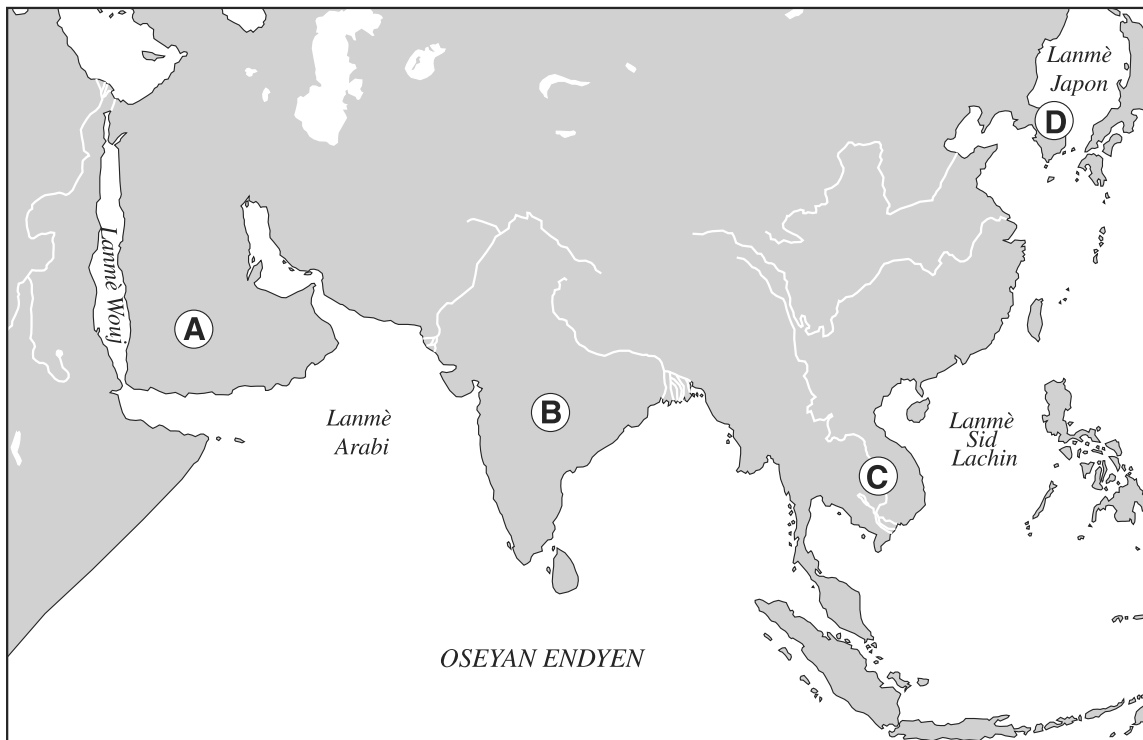 Lanmè
Japon
D
Lanmè Wouj
A
B
Lanmè
Arabi
Lanmè
Sid
Lachin
C
OSEYAN ENDYEN